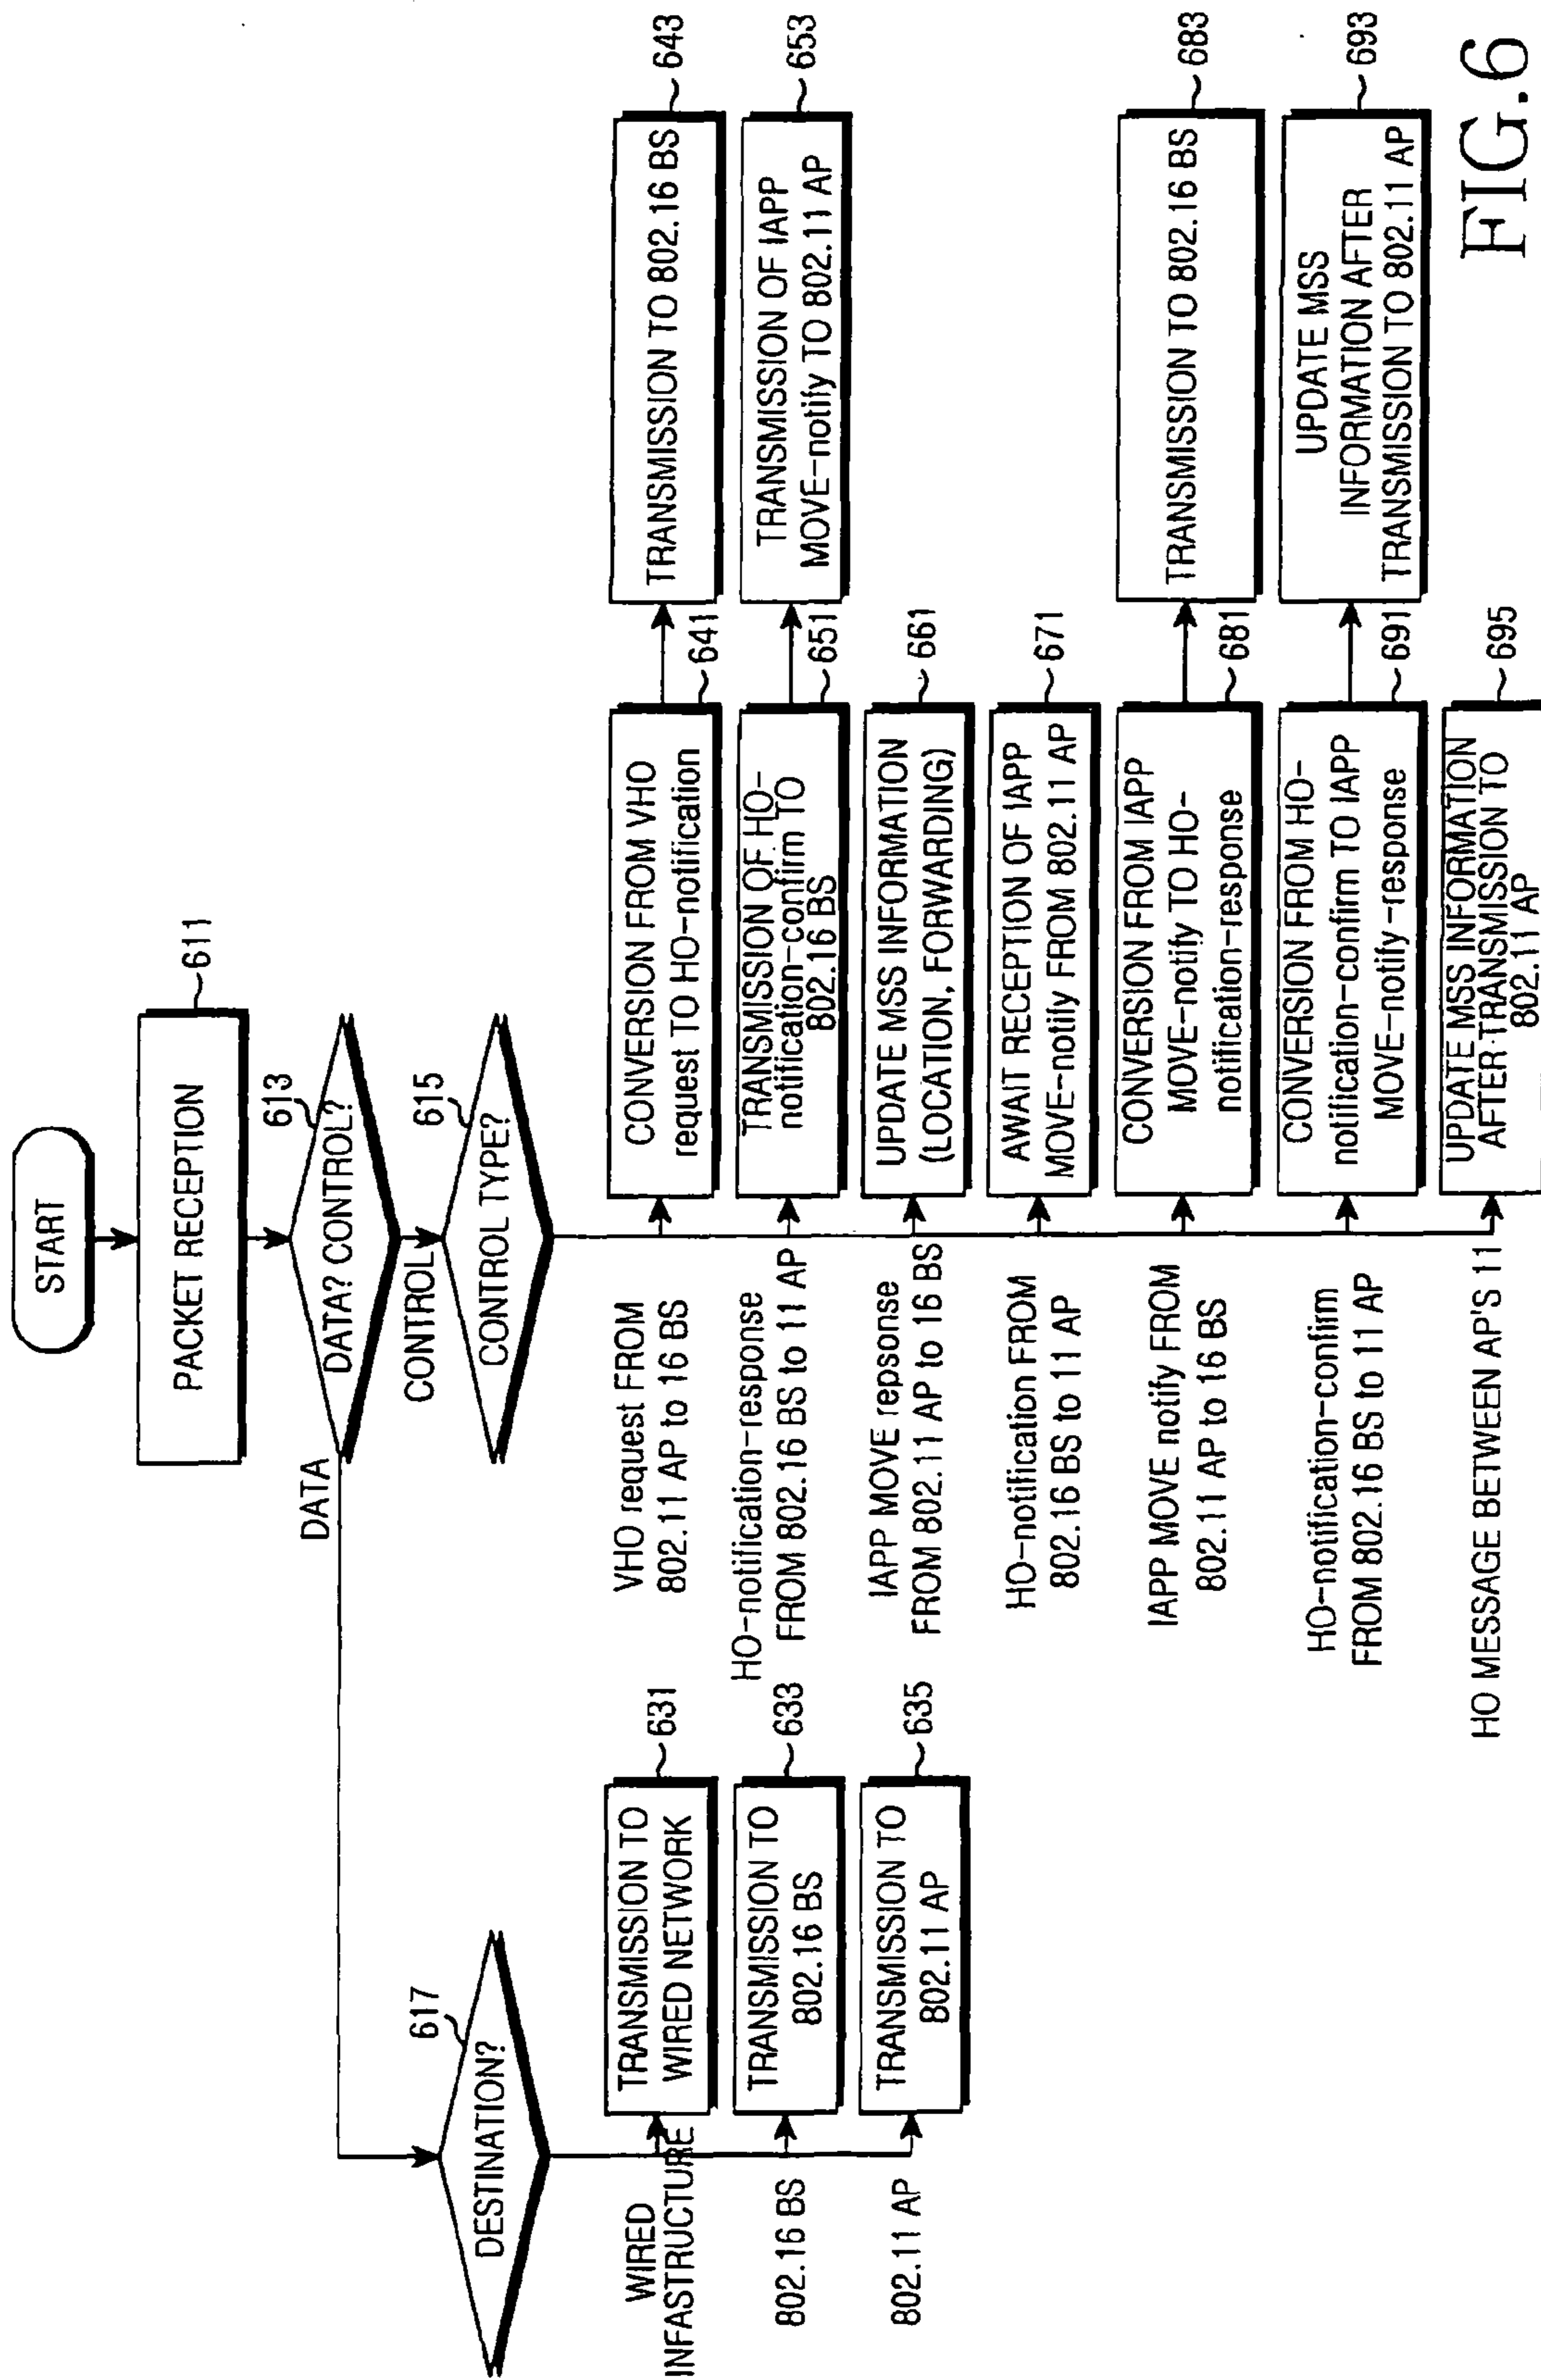 START
PACKET RECEPTION
611
DATA? CONTROL?
613
DATA
CONTROL
CONTROL TYPE?
615
DESTINATION?
617
WIRED
INFASTRUCTURE
TRANSMISSION TO
WIRED NETWORK
631
802.16 BS
TRANSMISSION TO
802.16 BS
633
802.11 AP
TRANSMISSION TO
802.11 AP
635
VHO request FROM
802.11 AP to 16 BS
CONVERSION FROM VHO
request TO HO-notification
641
TRANSMISSION TO 802.16 BS
643
HO-notification-response
FROM 802.16 BS to 11 AP
TRANSMISSION OF HO-
notification-confirm TO
802.16 BS
651
TRANSMISSION OF IAPP
MOVE-notify TO 802.11 AP
653
IAPP MOVE repsonse
FROM 802.11 AP to 16 BS
UPDATE MSS INFORMATION
(LOCATION, FORWARDING)
661
HO-notification FROM
802.16 BS to 11 AP
AWAIT RECEPTION OF IAPP
MOVE-notify FROM 802.11 AP
671
IAPP MOVE notify FROM
802.11 AP to 16 BS
CONVERSION FROM IAPP
MOVE-notify TO HO-
notification-response
681
TRANSMISSION TO 802.16 BS
683
HO-notification-confirm
FROM 802.16 BS to 11 AP
CONVERSION FROM HO-
notification-confirm TO IAPP
MOVE-notify-response
691
UPDATE MSS
INFORMATION AFTER
TRANSMISSION TO 802.11 AP
693
HO MESSAGE BETWEEN AP'S 11
UPDATE MSS INFORMATION
AFTER TRANSMISSION TO
802.11 AP
695
FIG.6